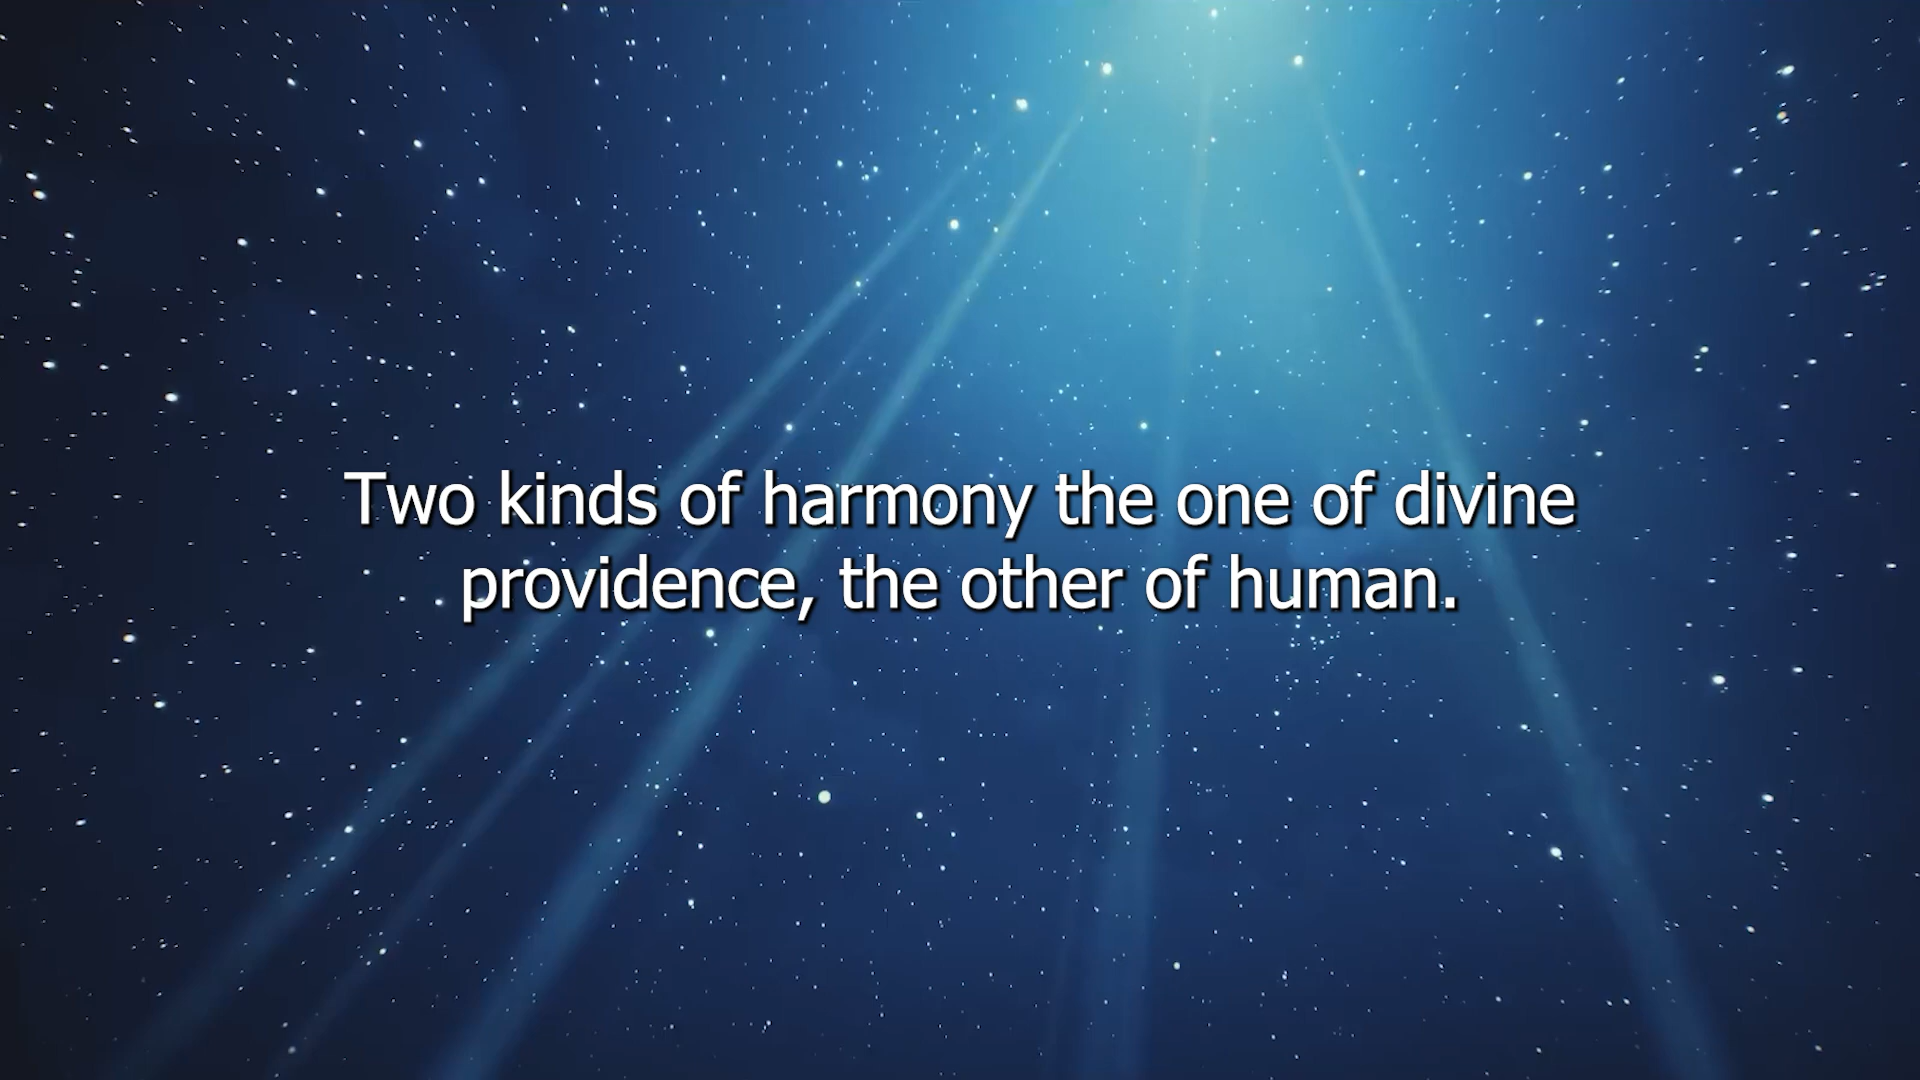 Two kinds of harmony the one of divine
providence, the other of human.